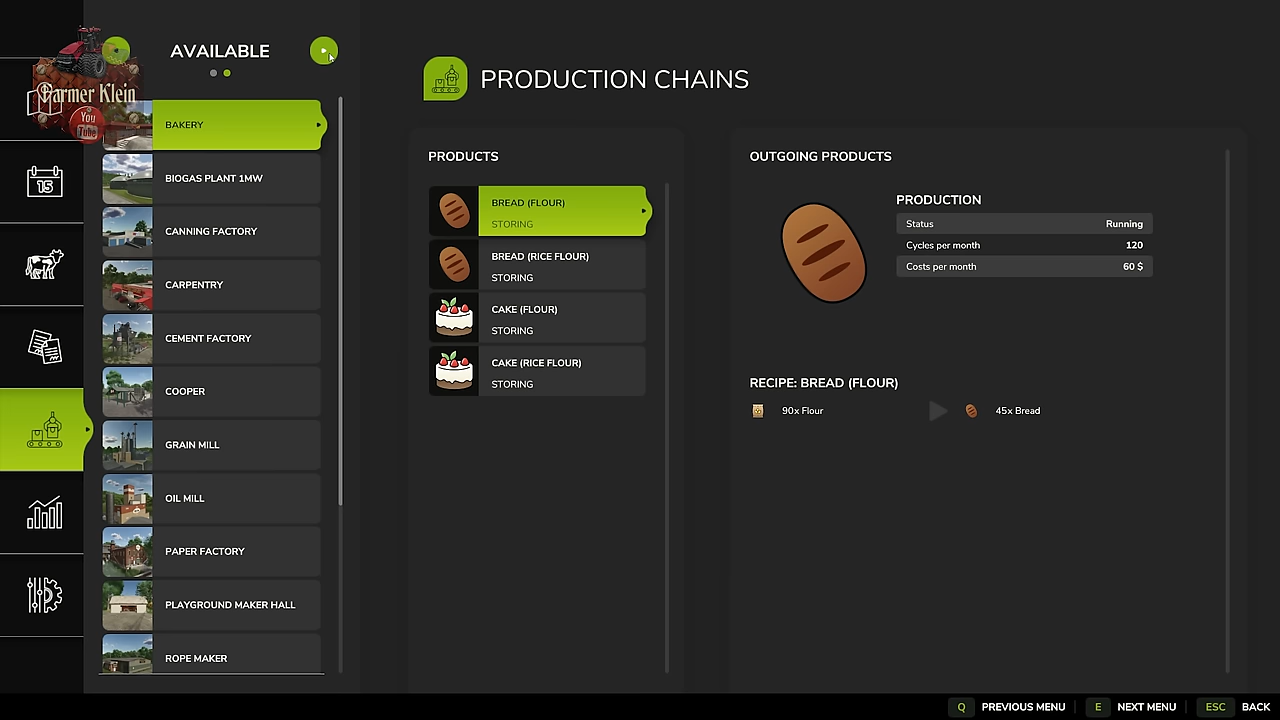 AVAILABLE
Farmer Klein
You
Tube
15
BAKERY
BIOGAS PLANT 1MW
CANNING FACTORY
CARPENTRY
CEMENT FACTORY
COOPER
GRAIN MILL
OIL MILL
PAPER FACTORY
PLAYGROUND MAKER HALL
ROPE MAKER
PRODUCTION CHAINS
PRODUCTS
BREAD (FLOUR)
STORING
BREAD (RICE FLOUR)
STORING
CAKE (FLOUR)
STORING
CAKE (RICE FLOUR)
STORING
OUTGOING PRODUCTS
PRODUCTION
Status Running
Cycles per month 120
Costs per month 60 $
RECIPE: BREAD (FLOUR)
90x Flour 45x Bread
Q PREVIOUS MENU E NEXT MENU ESC BACK